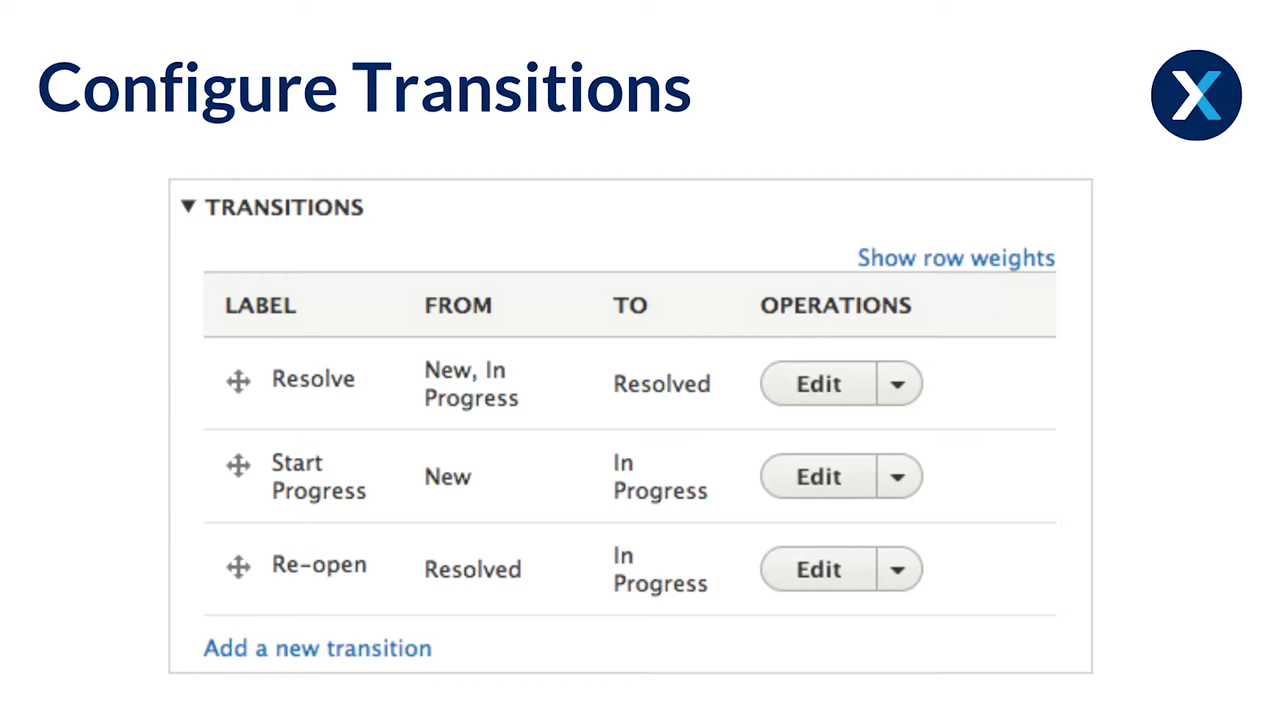 Configure Transitions
TRANSITIONS
Show row weights
LABEL FROM TO OPERATIONS
Resolve New, In Progress Resolved Edit
Start Progress New In Progress Edit
Re-open Resolved In Progress Edit
Add a new transition